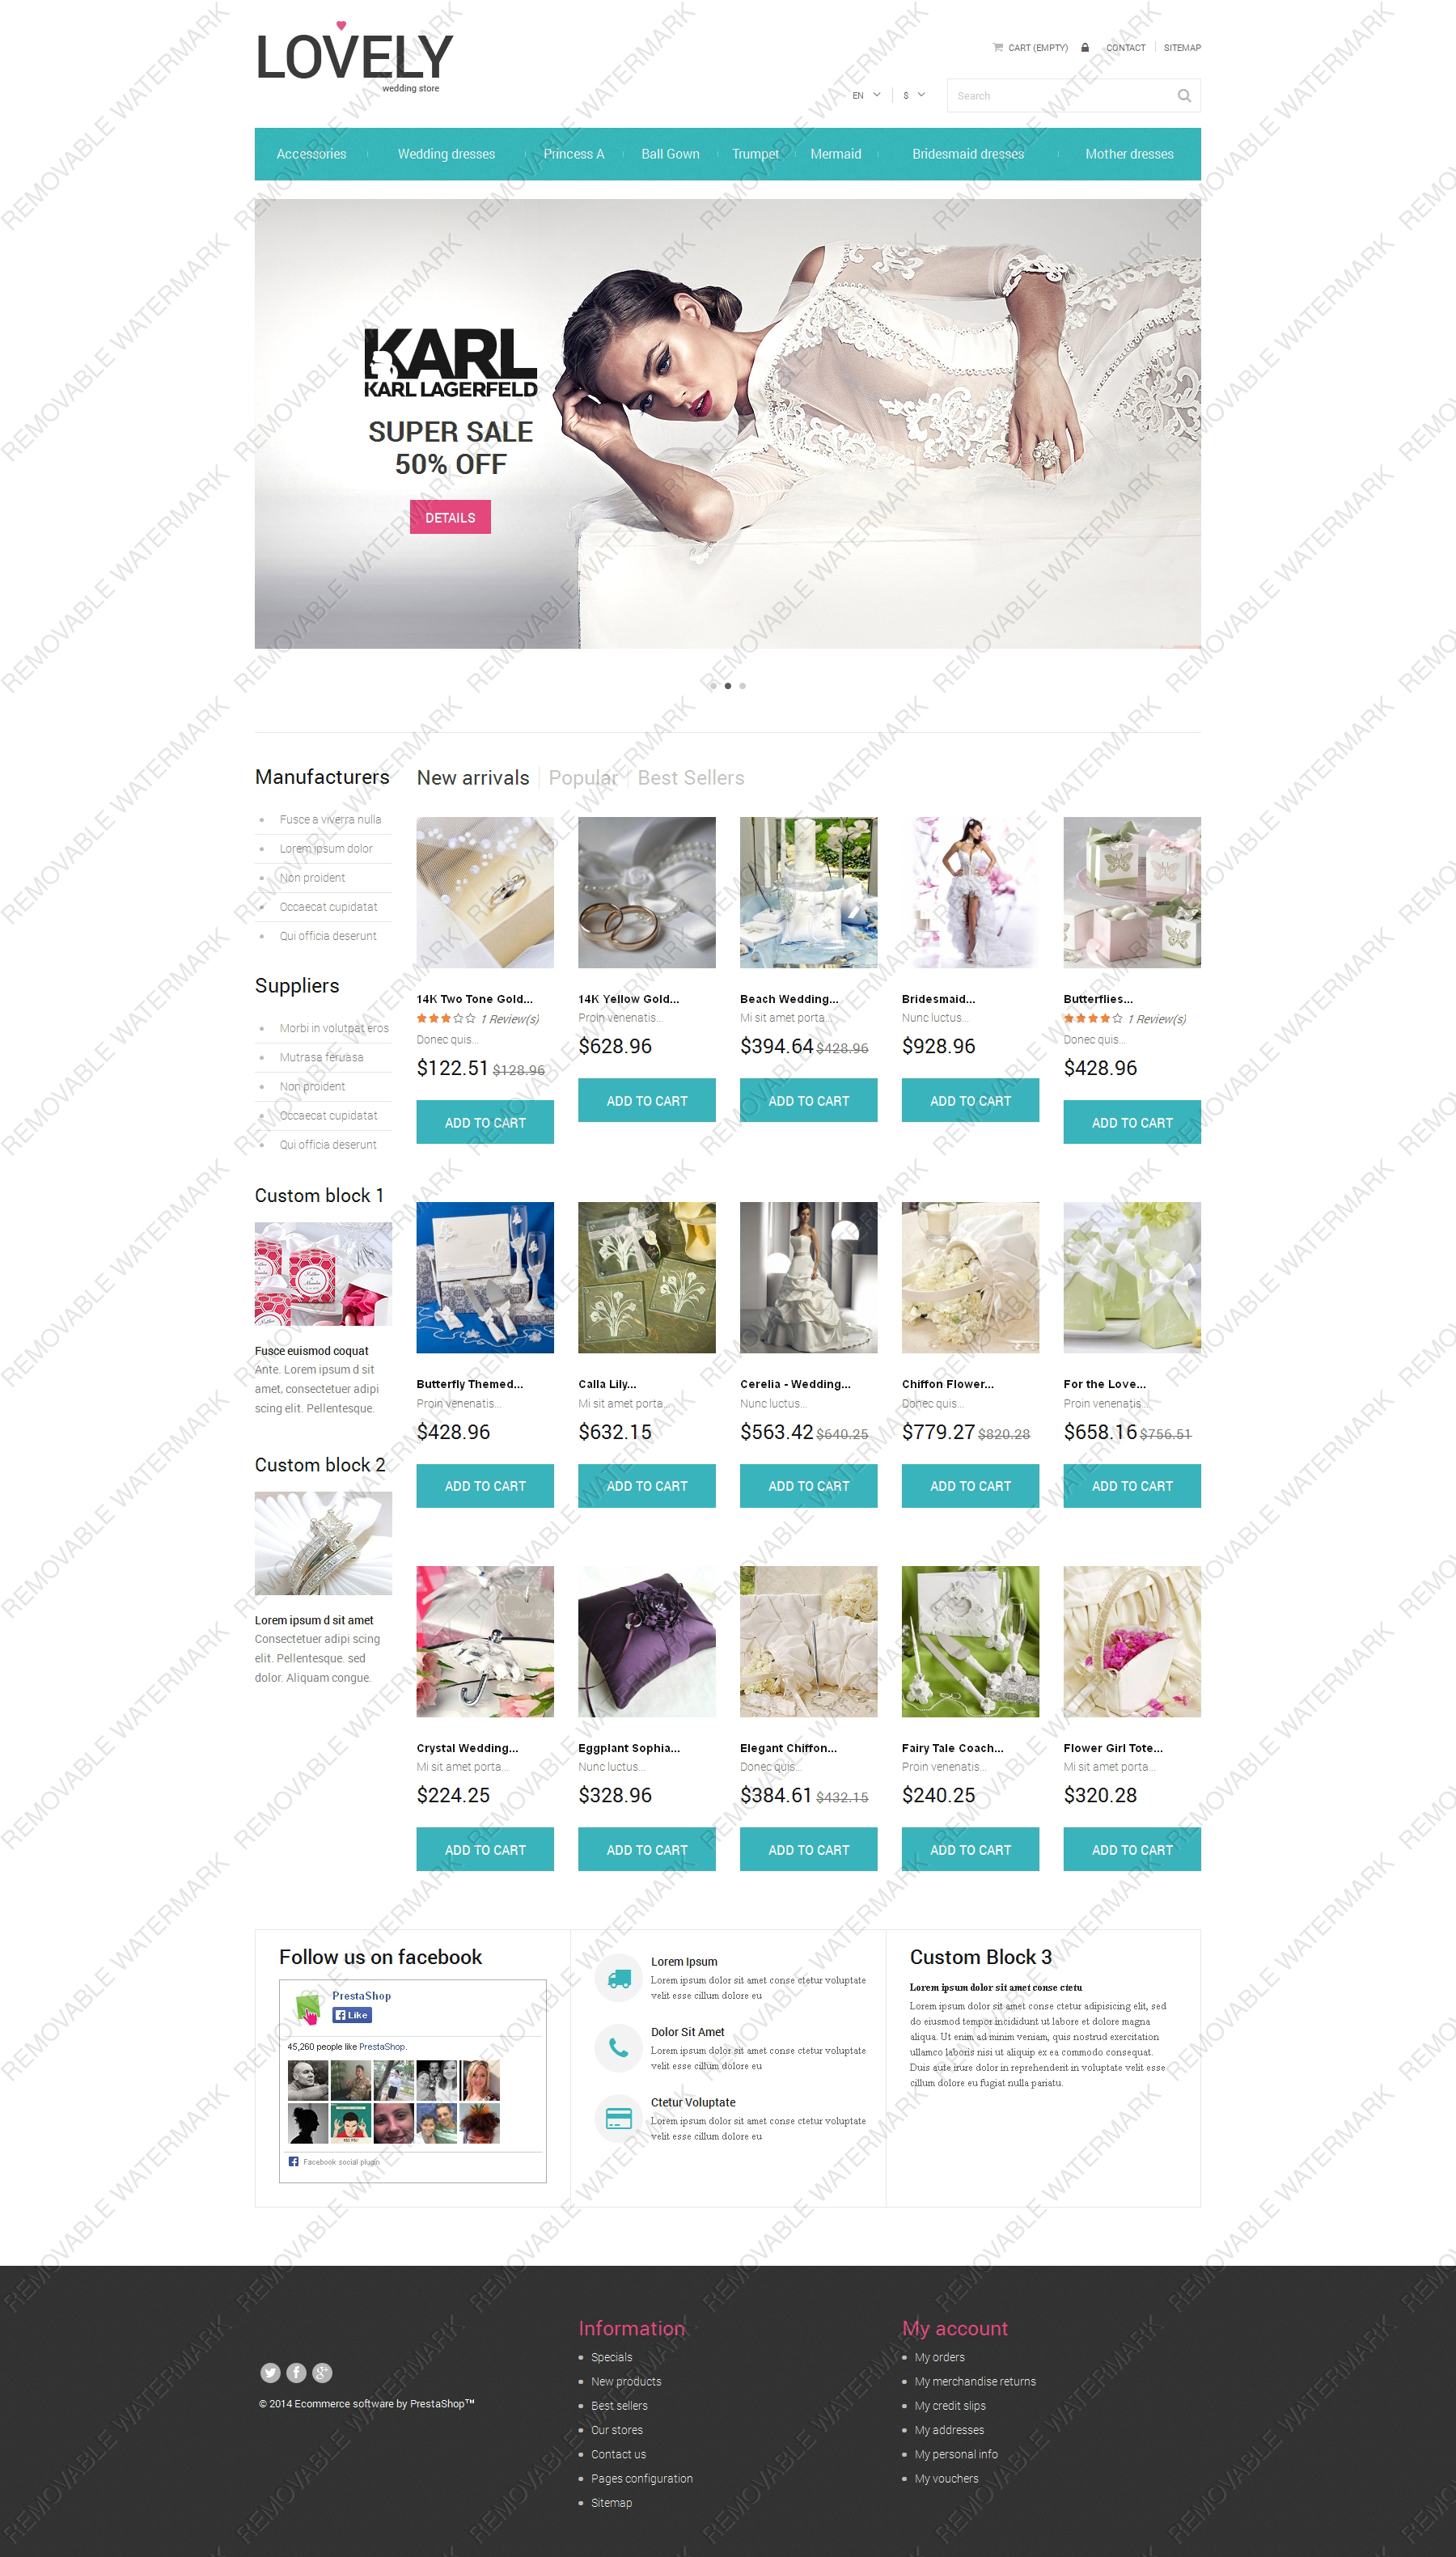 LOVELY
wedding store
CART (EMPTY)
CONTACT
SITEMAP
EN
$
Search
Accessories
Wedding dresses
Princess A
Ball Gown
Trumpet
Mermaid
Bridesmaid dresses
Mother dresses
KARL
KARL LAGERFELD
SUPER SALE
50% OFF
DETAILS
Manufacturers
Fusce a viverra nulla
Lorem ipsum dolor
Non proident
Occaecat cupidatat
Qui officia deserunt
Suppliers
Morbi in volutpat eros
Mutrasa feruasa
Non proident
Occaecat cupidatat
Qui officia deserunt
Custom block 1
Fusce euismod coquat
Ante. Lorem ipsum d sit
amet, consectetuer adipi
scing elit. Pellentesque.
Custom block 2
Lorem ipsum d sit amet
Consectetuer adipi scing
elit. Pellentesque. sed
dolor. Aliquam congue.
New arrivals
Popular
Best Sellers
14K Two Tone Gold...
1 Review(s)
Donec quis...
$122.51 $128.96
ADD TO CART
14K Yellow Gold...
Proin venenatis...
$628.96
ADD TO CART
Beach Wedding...
Mi sit amet porta...
$394.64 $428.96
ADD TO CART
Bridesmaid...
Nunc luctus...
$928.96
ADD TO CART
Butterflies...
1 Review(s)
Donec quis...
$428.96
ADD TO CART
Butterfly Themed...
Proin venenatis...
$428.96
ADD TO CART
Calla Lily...
Mi sit amet porta...
$632.15
ADD TO CART
Cerelia - Wedding...
Nunc luctus...
$563.42 $640.25
ADD TO CART
Chiffon Flower...
Donec quis...
$779.27 $820.28
ADD TO CART
For the Love...
Proin venenatis...
$658.16 $756.51
ADD TO CART
Crystal Wedding...
Mi sit amet porta...
$224.25
ADD TO CART
Eggplant Sophia...
Nunc luctus...
$328.96
ADD TO CART
Elegant Chiffon...
Donec quis...
$384.61 $432.15
ADD TO CART
Fairy Tale Coach...
Proin venenatis...
$240.25
ADD TO CART
Flower Girl Tote...
Mi sit amet porta...
$320.28
ADD TO CART
Follow us on facebook
PrestaShop
Like
45,260 people like PrestaShop.
Facebook social plugin
Lorem Ipsum
Lorem ipsum dolor sit amet conse ctetur voluptate
velit esse cillum dolore eu
Dolor Sit Amet
Lorem ipsum dolor sit amet conse ctetur voluptate
velit esse cillum dolore eu
Ctetur Voluptate
Lorem ipsum dolor sit amet conse ctetur voluptate
velit esse cillum dolore eu
Custom Block 3
Lorem ipsum dolor sit amet conse ctetu
Lorem ipsum dolor sit amet conse ctetur adipisicing elit, sed
do eiusmod tempor incididunt ut labore et dolore magna
aliqua. Ut enim ad minim veniam, quis nostrud exercitation
ullamco laboris nisi ut aliquip ex ea commodo consequat.
Duis aute irure dolor in reprehenderit in voluptate velit esse
cillum dolore eu fugiat nulla pariatu.
© 2014 Ecommerce software by PrestaShop™
Information
Specials
New products
Best sellers
Our stores
Contact us
Pages configuration
Sitemap
My account
My orders
My merchandise returns
My credit slips
My addresses
My personal info
My vouchers
REMOVABLE WATERMARK